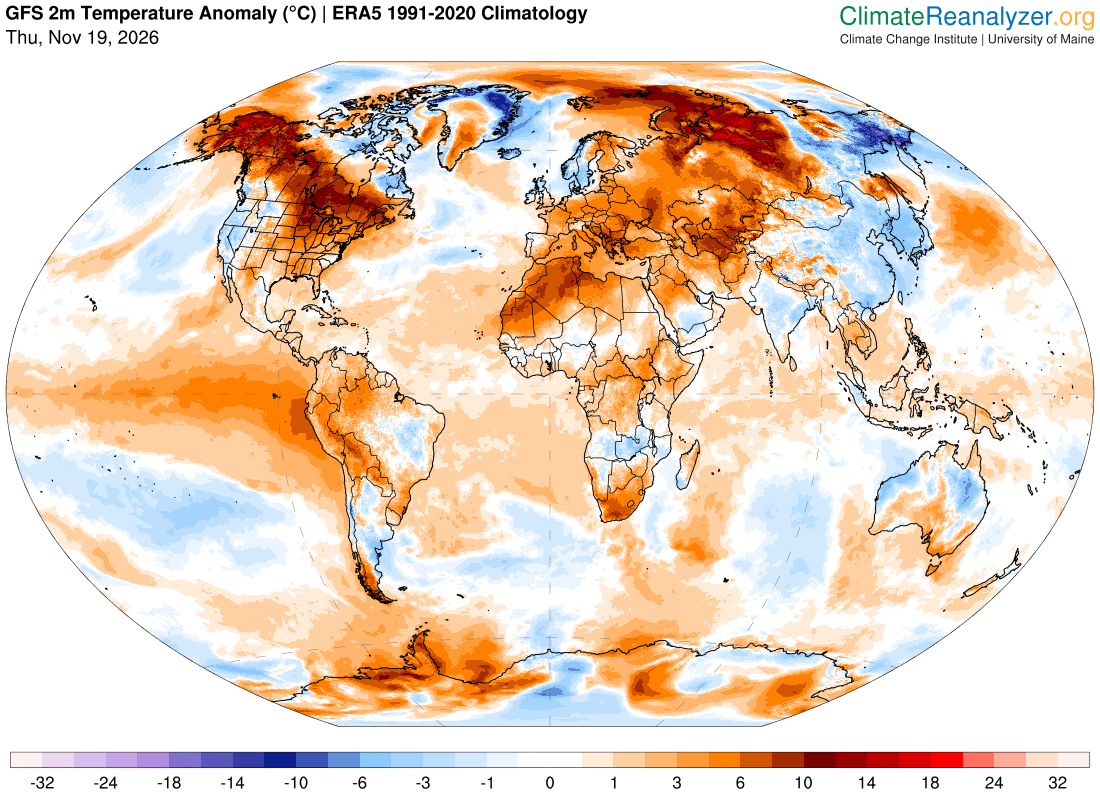 GFS 2m Temperature Anomaly (°C) | ERA5 1991-2020 Climatology
Thu, Nov 19, 2026
ClimateReanalyzer.org
Climate Change Institute | University of Maine
-32 -24 -18 -14 -10 -6 -3 -1 0 1 3 6 10 14 18 24 32